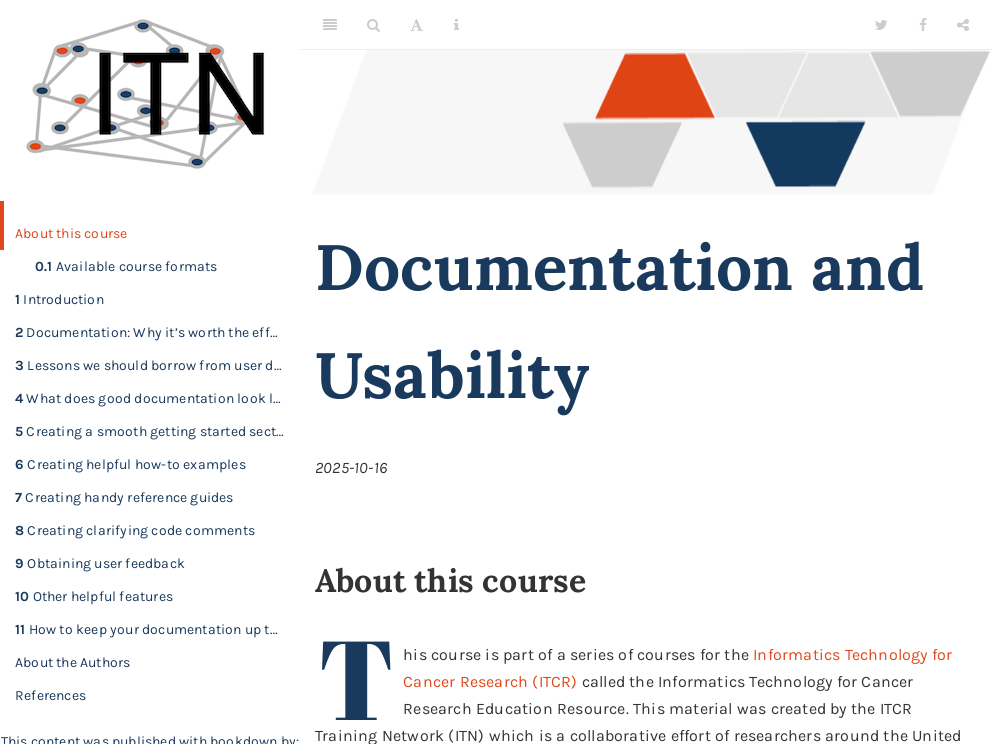 ITN
About this course
0.1 Available course formats
1 Introduction
2 Documentation: Why it's worth the eff...
3 Lessons we should borrow from user d...
4 What does good documentation look l...
5 Creating a smooth getting started sect...
6 Creating helpful how-to examples
7 Creating handy reference guides
8 Creating clarifying code comments
9 Obtaining user feedback
10 Other helpful features
11 How to keep your documentation up t...
About the Authors
References
This content was published with bookdown by:
Documentation and
Usability
2025-10-16
About this course
This course is part of a series of courses for the Informatics Technology for
Cancer Research (ITCR) called the Informatics Technology for Cancer
Research Education Resource. This material was created by the ITCR
Training Network (ITN) which is a collaborative effort of researchers around the United